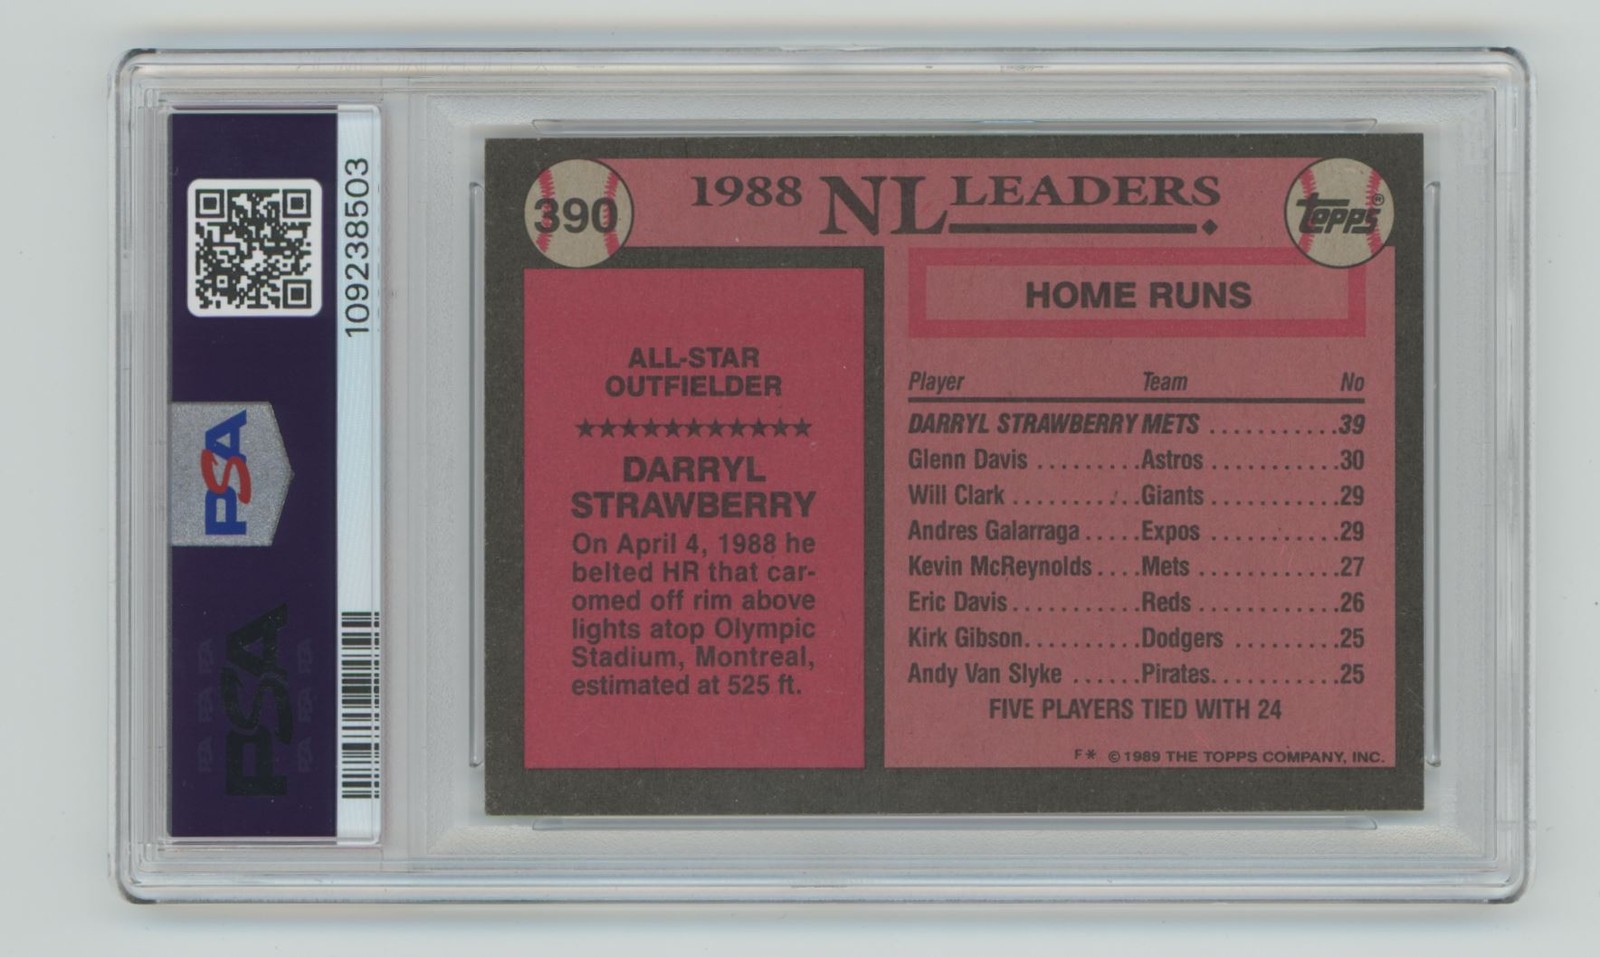 109238503
PSA
PSA
390
1988 NL LEADERS
Topps®
HOME RUNS
ALL-STAR
OUTFIELDER
★★★★★★★★★★★
DARRYL
STRAWBERRY
On April 4, 1988 he
belted HR that car-
omed off rim above
lights atop Olympic
Stadium, Montreal,
estimated at 525 ft.
Player Team No
DARRYL STRAWBERRY METS ...........39
Glenn Davis .........Astros ...........30
Will Clark ...........Giants ...........29
Andres Galarraga .....Expos ............29
Kevin McReynolds ....Mets .............27
Eric Davis ...........Reds .............26
Kirk Gibson..........Dodgers .........25
Andy Van Slyke ......Pirates...........25
FIVE PLAYERS TIED WITH 24
F* ©1989 THE TOPPS COMPANY, INC.